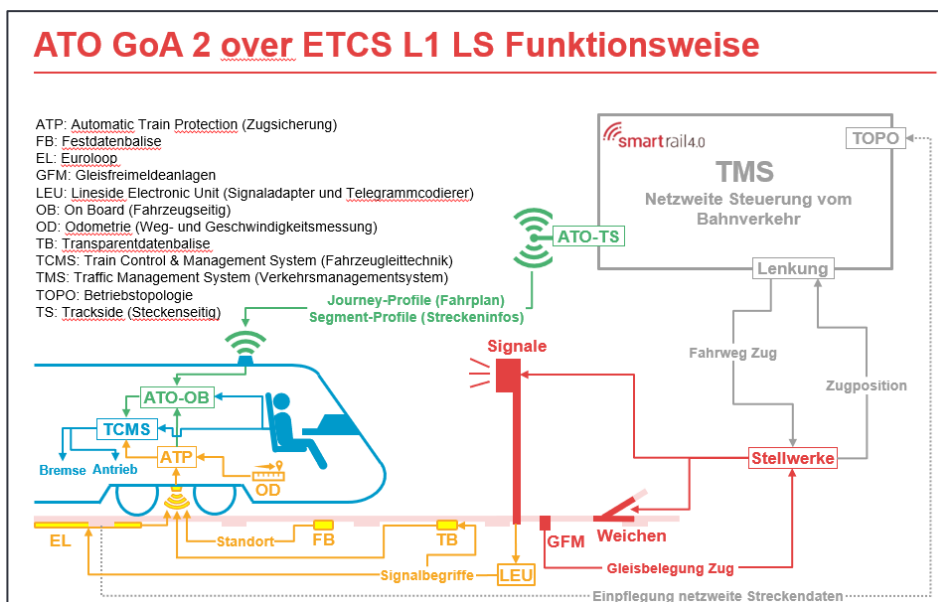 ATO GoA 2 over ETCS L1 LS Funktionsweise
ATP: Automatic Train Protection (Zugsicherung)
FB: Festdatenbalise
EL: Euroloop
GFM: Gleisfreimeldeanlagen
LEU: Lineside Electronic Unit (Signaladapter und Telegrammcodierer)
OB: On Board (Fahrzeugseitig)
OD: Odometrie (Weg- und Geschwindigkeitsmessung)
TB: Transparentdatenbalise
TCMS: Train Control & Management System (Fahrzeugleittechnik)
TMS: Traffic Management System (Verkehrsmanagementsystem)
TOPO: Betriebstopologie
TS: Trackside (Steckenseitig)
smartrail 4.0
TOPO
TMS
Netzweite Steuerung vom
Bahnverkehr
ATO-TS
Lenkung
Journey-Profile (Fahrplan)
Segment-Profile (Streckeninfos)
Signale
Fahrweg Zug
Zugposition
ATO-OB
TCMS
Bremse
Antrieb
ATP
OD
Stellwerke
EL
Standort
FB
TB
GFM
Weichen
Signalbegriffe
LEU
Gleisbelegung Zug
Einpflegung netzweite Streckendaten